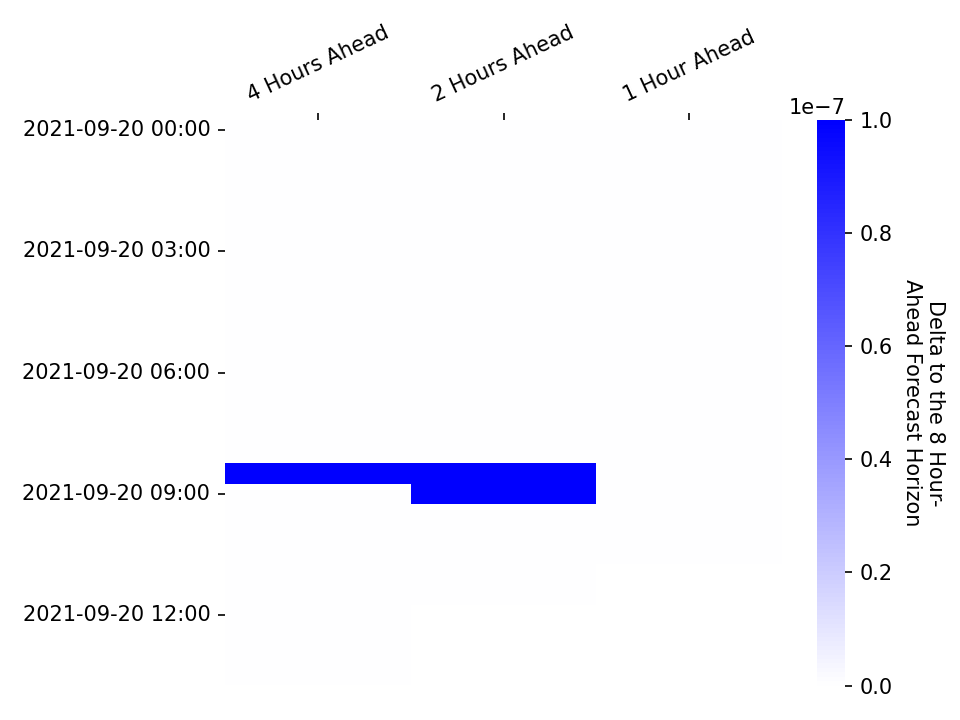 4 Hours Ahead
2 Hours Ahead
1 Hour Ahead
1e−7
2021-09-20 00:00
2021-09-20 03:00
2021-09-20 06:00
2021-09-20 09:00
2021-09-20 12:00
1.0
0.8
0.6
0.4
0.2
0.0
Delta to the 8 Hour-
Ahead Forecast Horizon